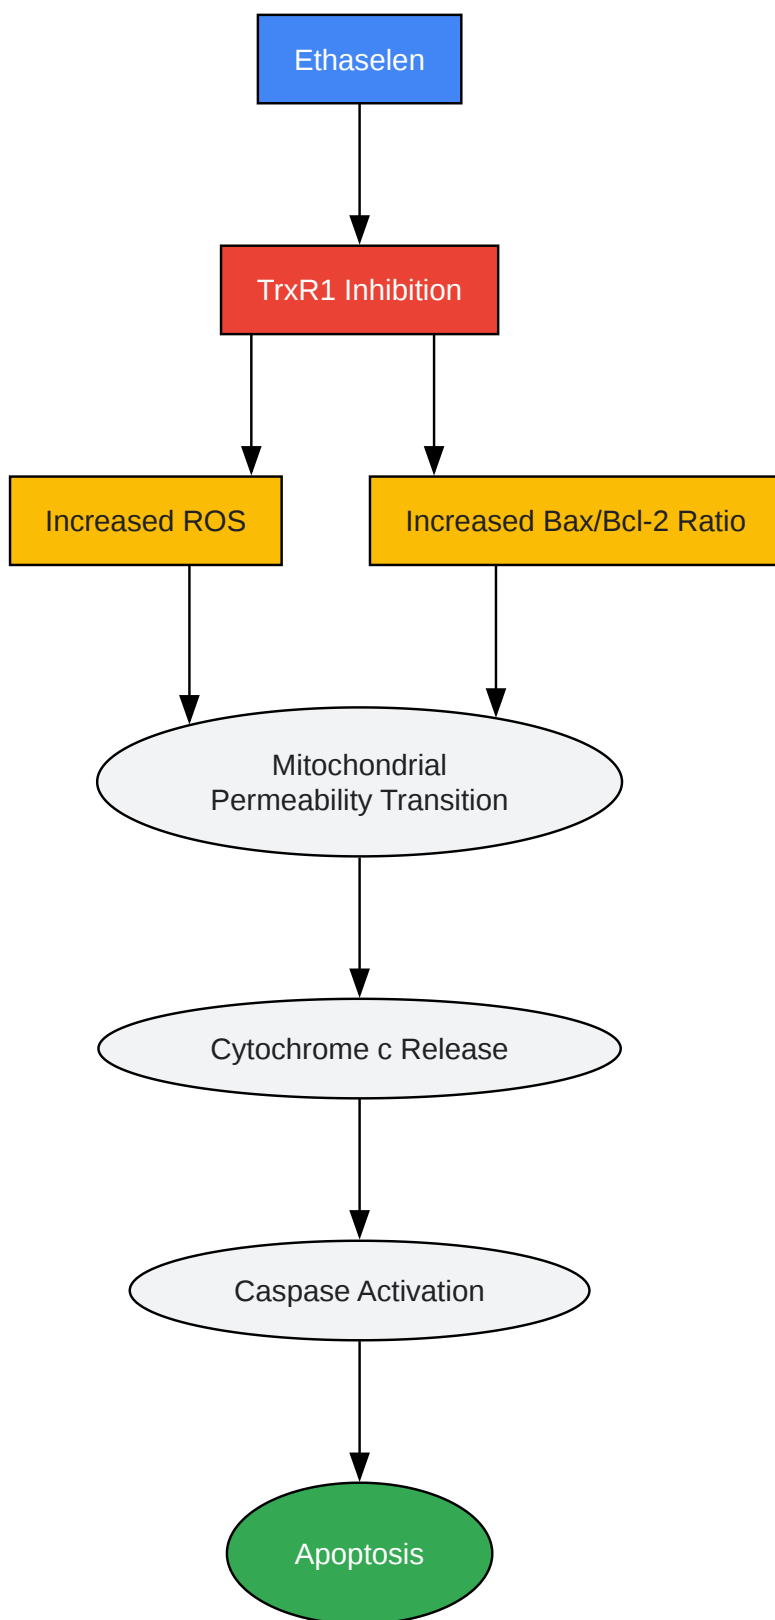 Ethaselen
TrxR1 Inhibition
Increased ROS
Increased Bax/Bcl-2 Ratio
Mitochondrial
Permeability Transition
Cytochrome c Release
Caspase Activation
Apoptosis